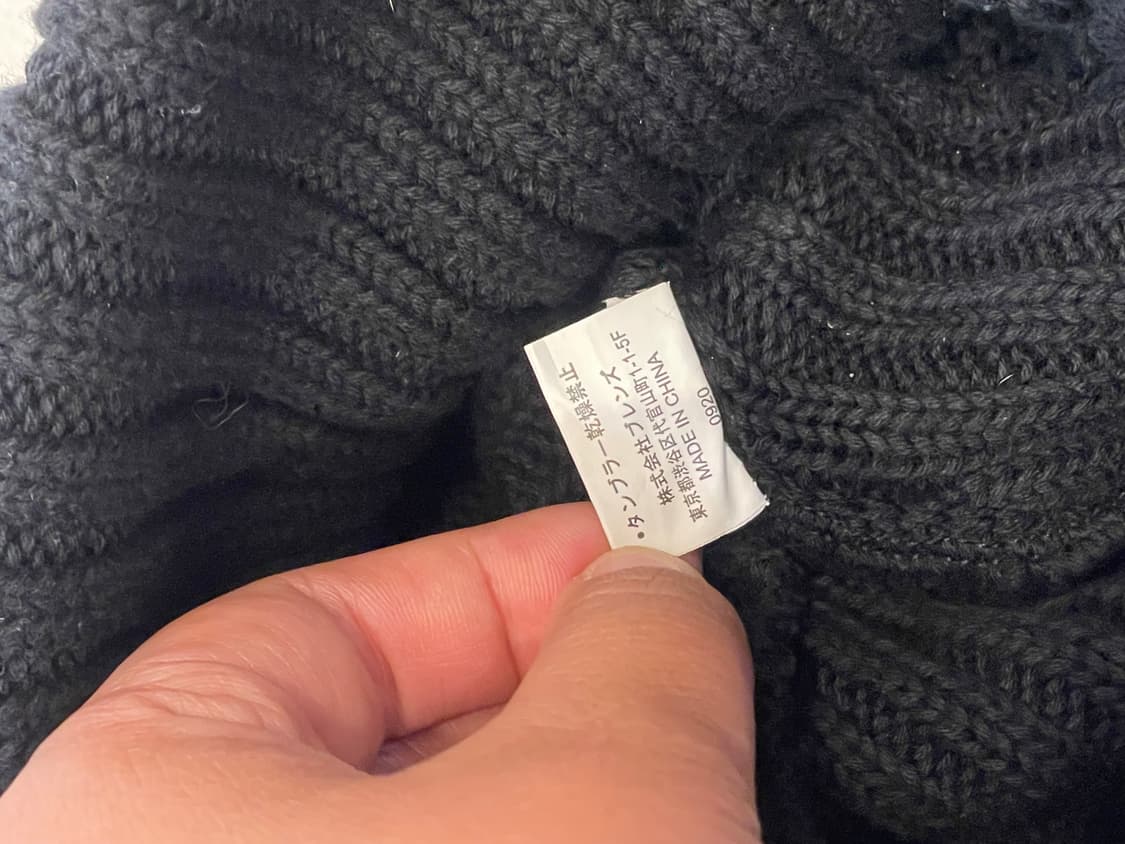 •タンブラー乾燥禁止
株式会社ブレンズ
東京都渋谷区代官山町1-1-5F
MADE IN CHINA
0920